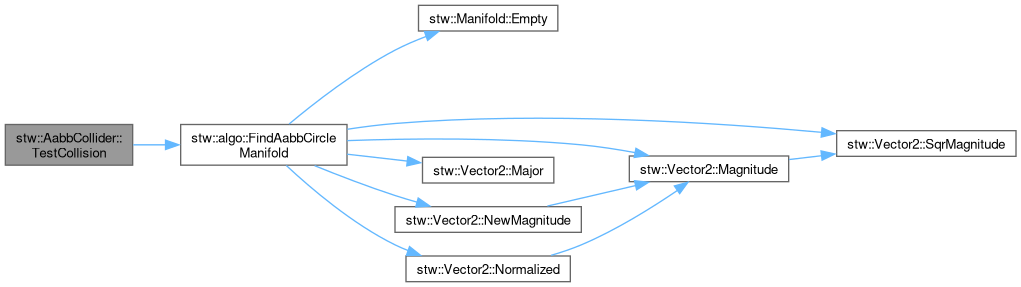 stw::Manifold::Empty
stw::AabbCollider::
TestCollision
stw::algo::FindAabbCircle
Manifold
stw::Vector2::SqrMagnitude
stw::Vector2::Major
stw::Vector2::Magnitude
stw::Vector2::NewMagnitude
stw::Vector2::Normalized